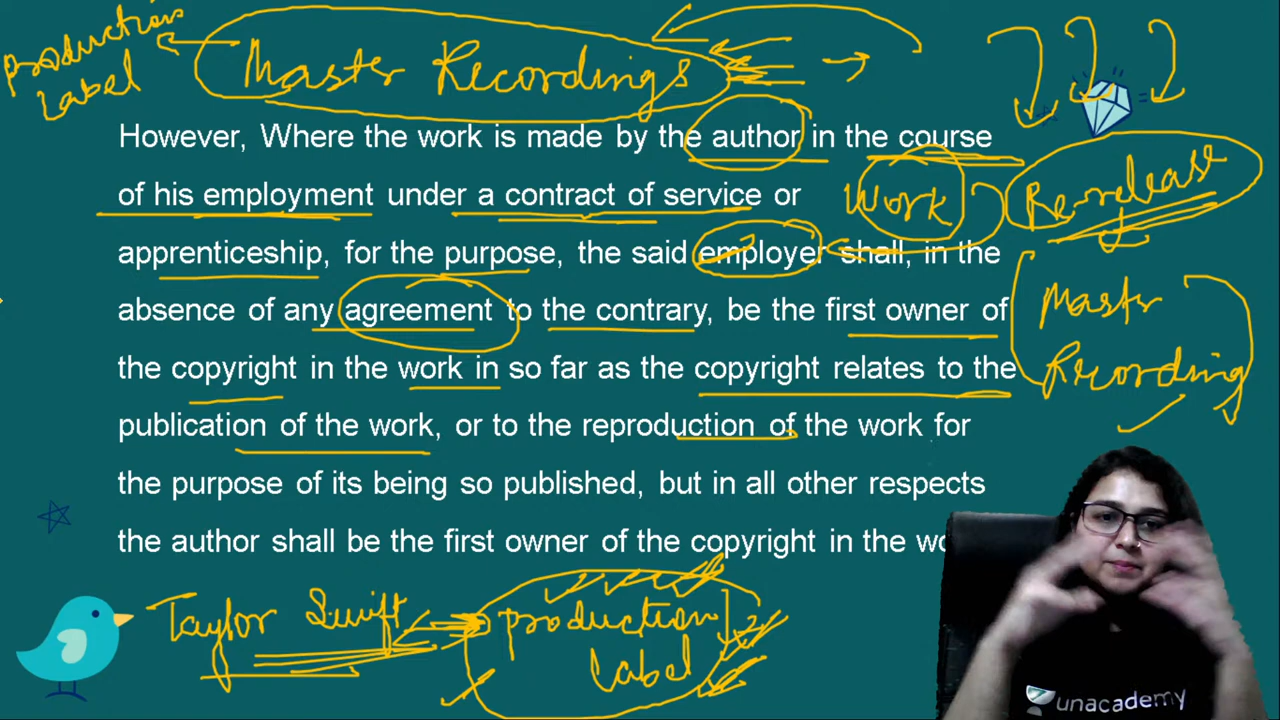 Production
label
Master Recordings
However, Where the work is made by the author in the course
of his employment under a contract of service or
Work
Re-release
apprenticeship, for the purpose, the said employer shall, in the
absence of any agreement to the contrary, be the first owner of
Master
Recording
the copyright in the work in so far as the copyright relates to the
publication of the work, or to the reproduction of the work for
the purpose of its being so published, but in all other respects
the author shall be the first owner of the copyright in the
Taylor Swift
production
label
unacademy